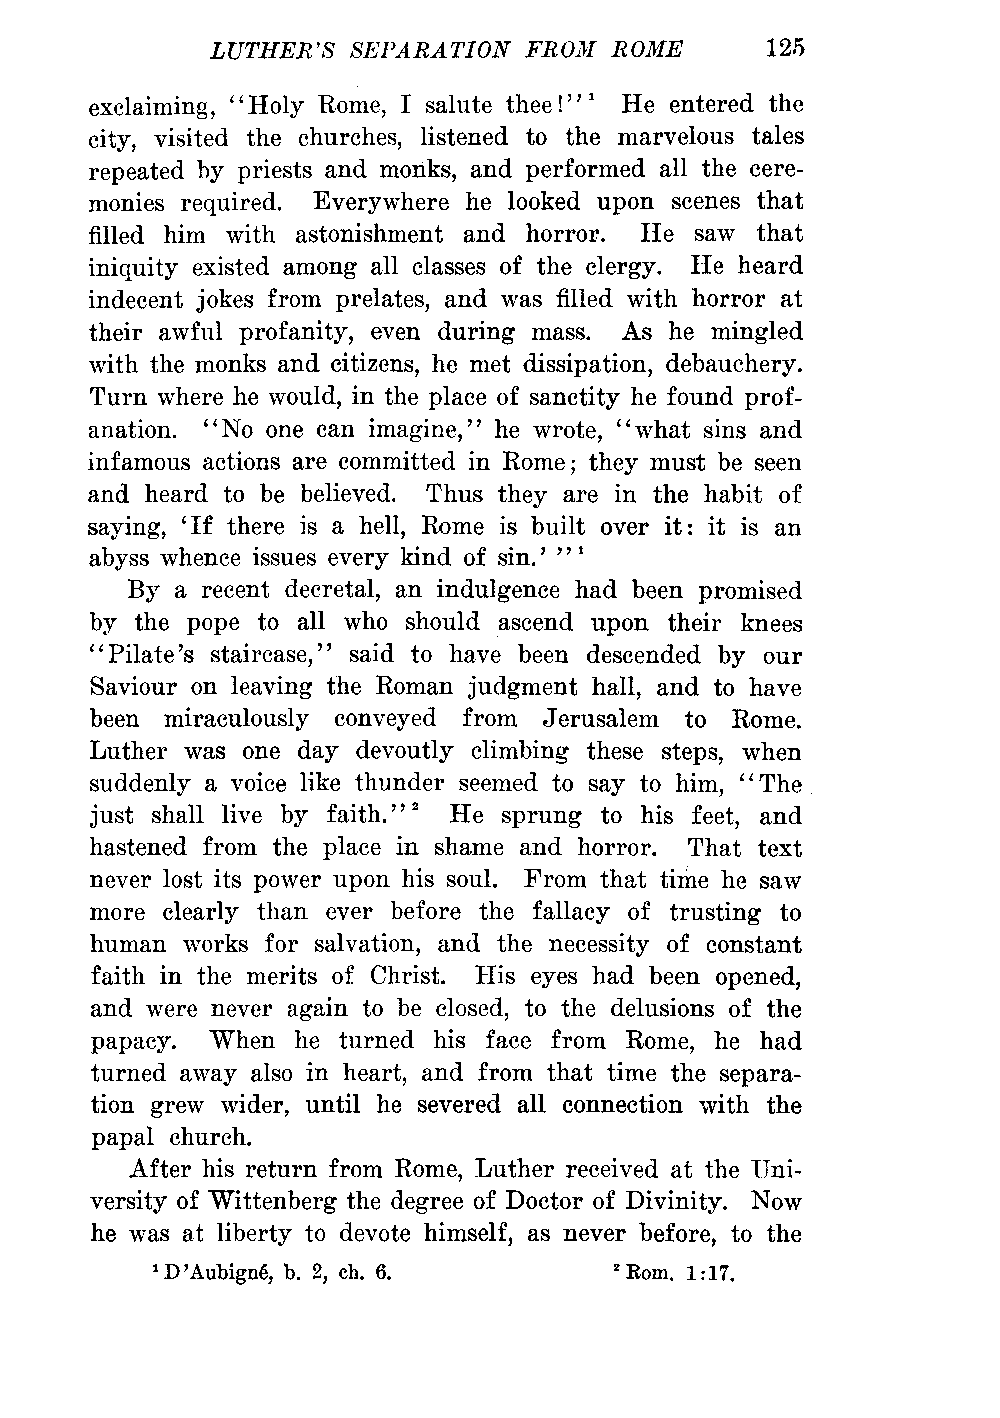 LUTHER'S SEPARATION FROM ROME 125
exclaiming, "Holy Rome, I salute thee!"¹ He entered the
city, visited the churches, listened to the marvelous tales
repeated by priests and monks, and performed all the cere-
monies required. Everywhere he looked upon scenes that
filled him with astonishment and horror. He saw that
iniquity existed among all classes of the clergy. He heard
indecent jokes from prelates, and was filled with horror at
their awful profanity, even during mass. As he mingled
with the monks and citizens, he met dissipation, debauchery.
Turn where he would, in the place of sanctity he found prof-
anation. "No one can imagine," he wrote, "what sins and
infamous actions are committed in Rome; they must be seen
and heard to be believed. Thus they are in the habit of
saying, 'If there is a hell, Rome is built over it: it is an
abyss whence issues every kind of sin.' "¹
By a recent decretal, an indulgence had been promised
by the pope to all who should ascend upon their knees
"Pilate's staircase," said to have been descended by our
Saviour on leaving the Roman judgment hall, and to have
been miraculously conveyed from Jerusalem to Rome.
Luther was one day devoutly climbing these steps, when
suddenly a voice like thunder seemed to say to him, "The
just shall live by faith."² He sprung to his feet, and
hastened from the place in shame and horror. That text
never lost its power upon his soul. From that time he saw
more clearly than ever before the fallacy of trusting to
human works for salvation, and the necessity of constant
faith in the merits of Christ. His eyes had been opened,
and were never again to be closed, to the delusions of the
papacy. When he turned his face from Rome, he had
turned away also in heart, and from that time the separa-
tion grew wider, until he severed all connection with the
papal church.
After his return from Rome, Luther received at the Uni-
versity of Wittenberg the degree of Doctor of Divinity. Now
he was at liberty to devote himself, as never before, to the
¹ D'Aubigné, b. 2, ch. 6. ² Rom. 1:17.